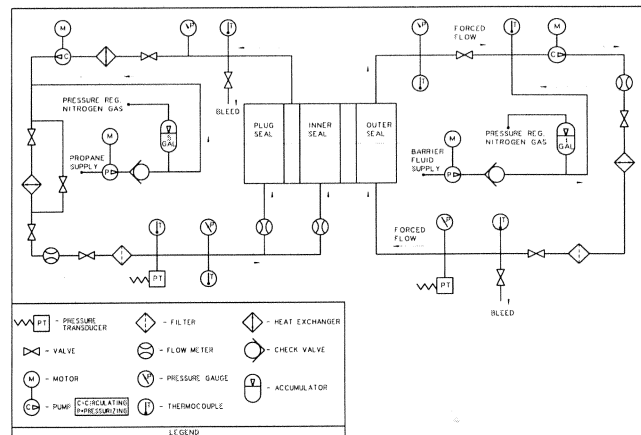 M
P
T
FORCED
FLOW
P
T
M
C
C
BLEED
T
PRESSURE REG.
NITROGEN GAS
5
GAL
M
PROPANE
SUPPLY
P
PLUG
SEAL
INNER
SEAL
OUTER
SEAL
PRESSURE REG.
NITROGEN GAS
1
GAL
M
BARRIER
FLUID
SUPPLY
P
T
P
T
PT
FORCED
FLOW
P
T
PT
BLEED
PT - PRESSURE
TRANSDUCER
- FILTER
- HEAT EXCHANGER
- VALVE
- FLOW METER
- CHECK VALVE
M - MOTOR
P - PRESSURE GAUGE
- ACCUMULATOR
C - PUMP
C=CIRCULATING
P=PRESSURIZING
T - THERMOCOUPLE
LEGEND